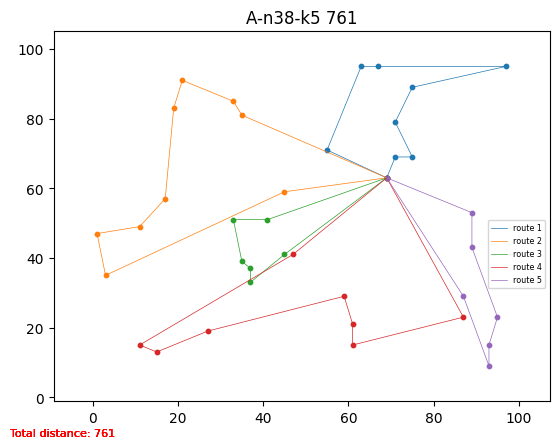 A-n38-k5 761
100
80
60
40
20
0
route 1
route 2
route 3
route 4
route 5
0 20 40 60 80 100
Total distance: 761